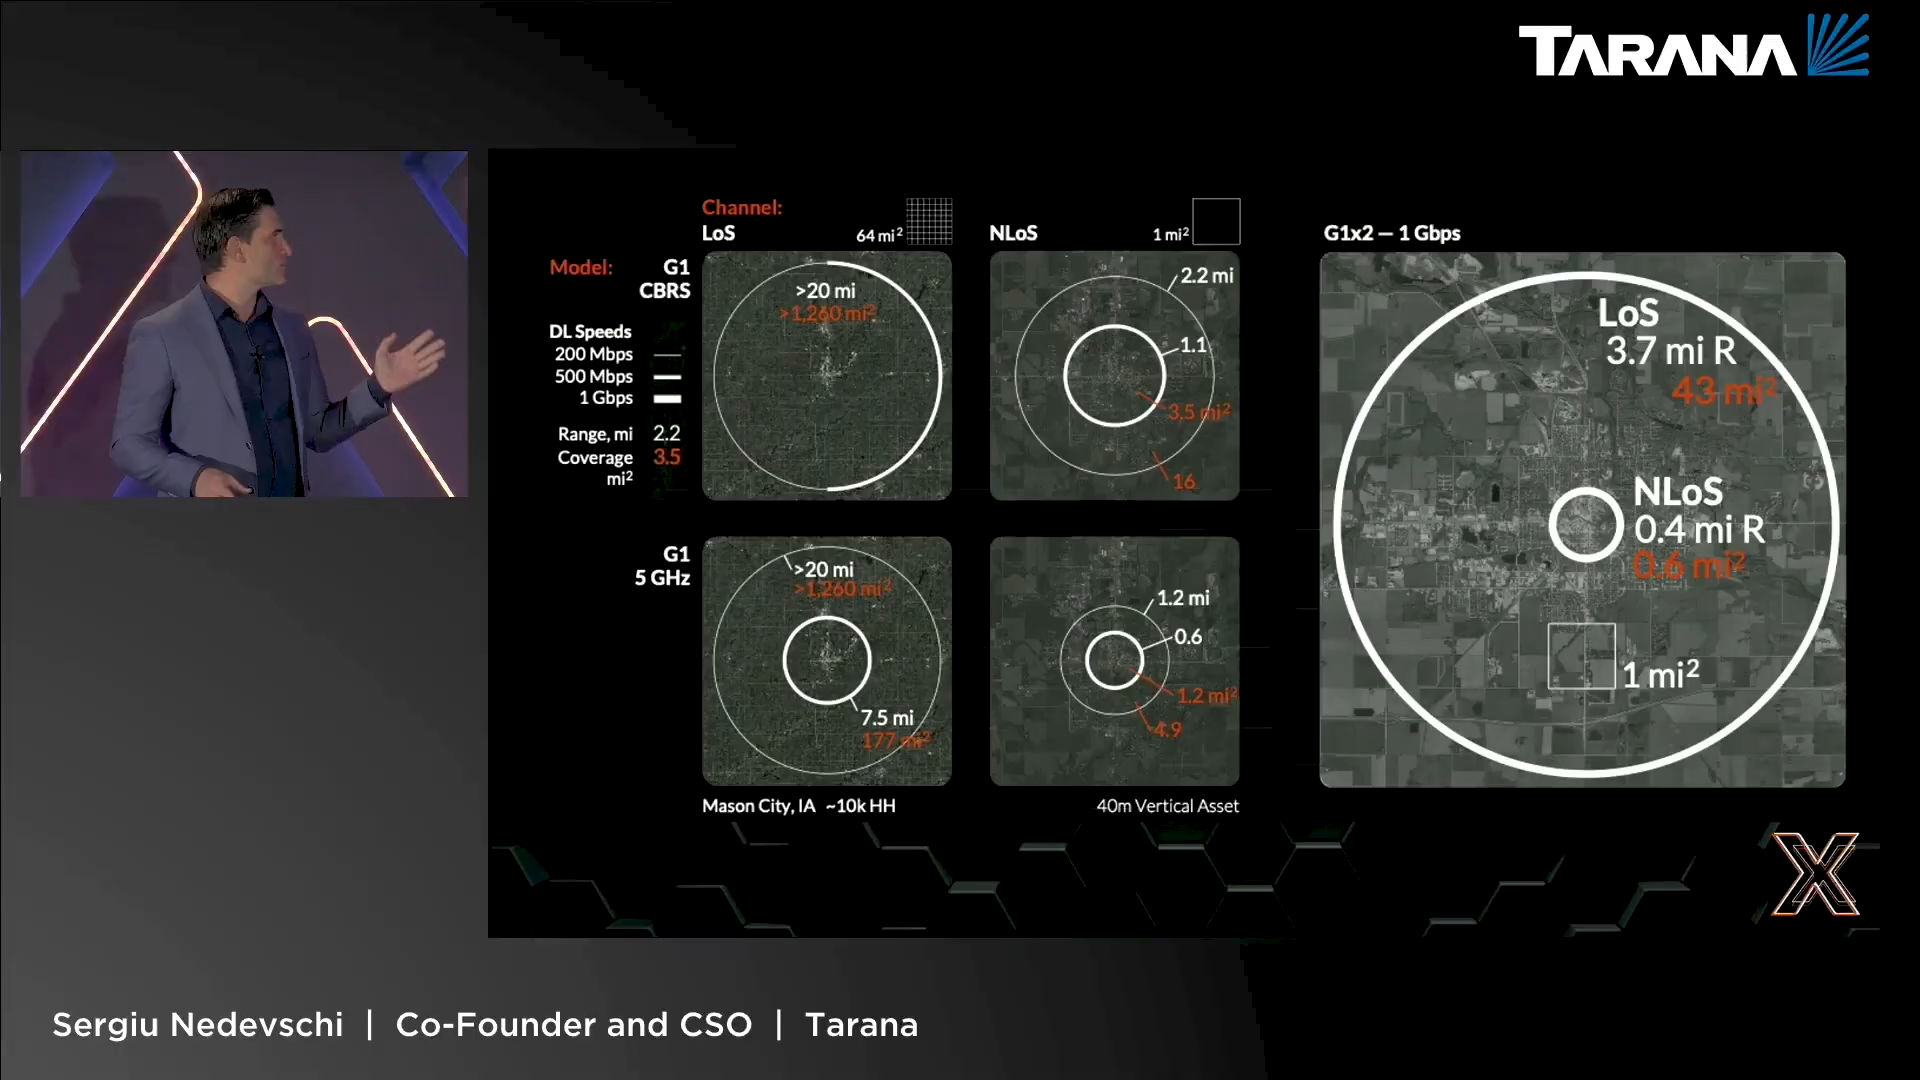 TARANA
Channel:
LoS
64 mi²
NLoS
1 mi²
G1x2 — 1 Gbps
Model:
G1
CBRS
DL Speeds
200 Mbps
500 Mbps
1 Gbps
Range, mi 2.2
Coverage 3.5
mi²
>20 mi
>1,260 mi²
2.2 mi
1.1
3.5 mi²
16
G1
5 GHz
>20 mi
>1,260 mi²
7.5 mi
177 mi²
1.2 mi
0.6
1.2 mi²
4.9
LoS
3.7 mi R
43 mi²
NLoS
0.4 mi R
0.6 mi²
1 mi²
Mason City, IA ~10k HH
40m Vertical Asset
X
Sergiu Nedevschi | Co-Founder and CSO | Tarana